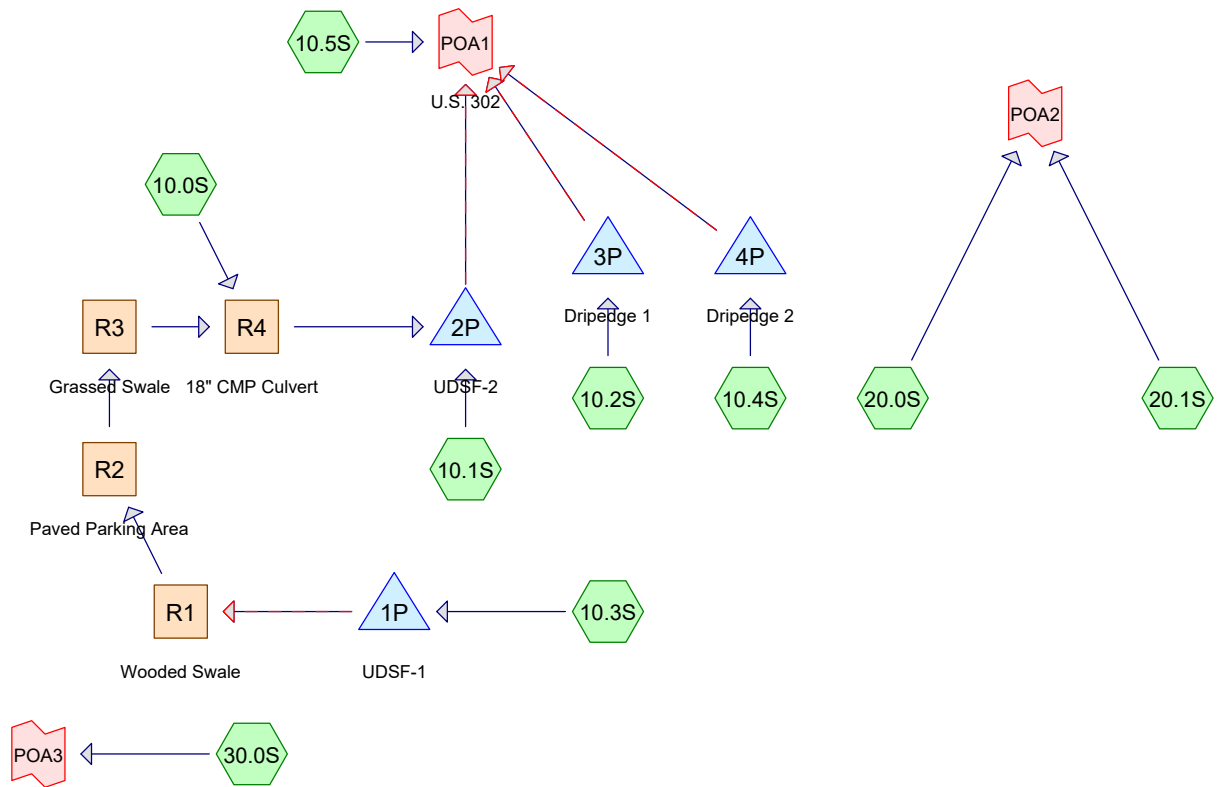 10.5S
POA1
U.S. 302
POA2
10.0S
3P
4P
Dripedge 1
Dripedge 2
R3
R4
2P
Grassed Swale
18" CMP Culvert
UDSF-2
10.2S
10.4S
20.0S
20.1S
R2
10.1S
Paved Parking Area
R1
1P
10.3S
Wooded Swale
UDSF-1
POA3
30.0S